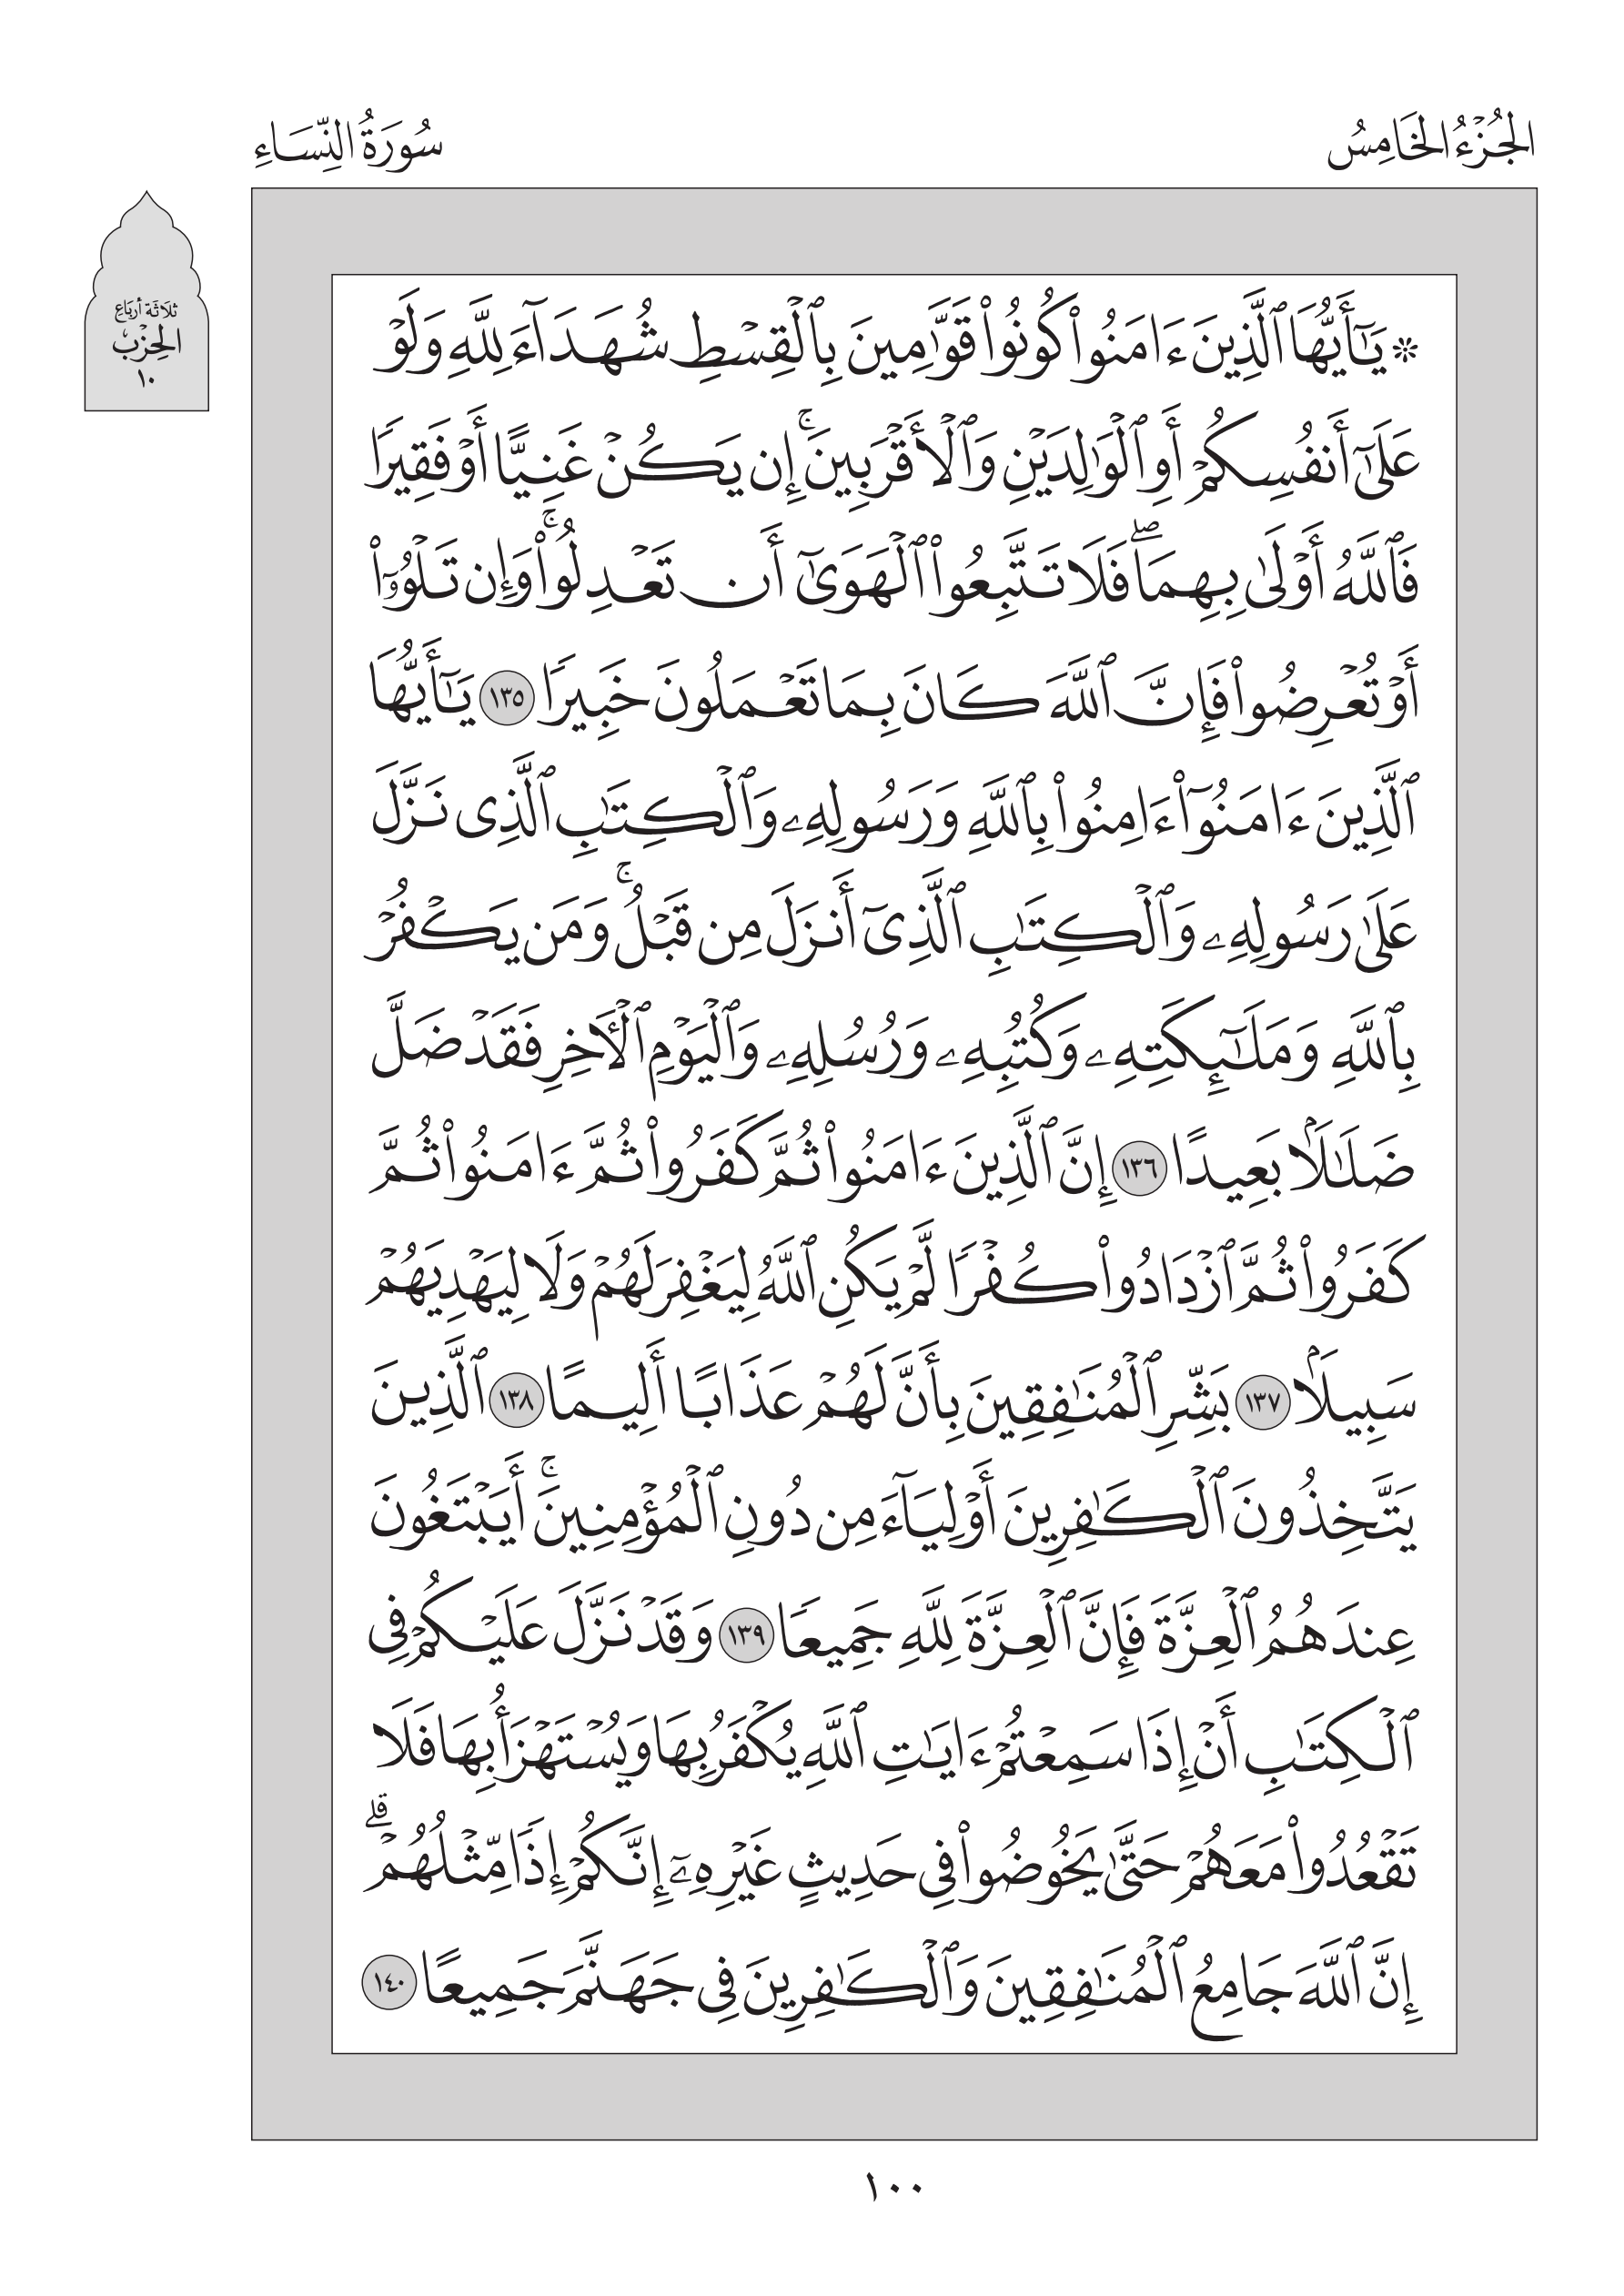 الجُزْءُ الخَامِسُ
سُورَةُ النِّسَاءِ
ثلاثة أرباع
الحِزْبِ
١٠
۞ يَٰٓأَيُّهَا ٱلَّذِينَ ءَامَنُوا۟ كُونُوا۟ قَوَّٰمِينَ بِٱلْقِسْطِ شُهَدَآءَ لِلَّهِ وَلَوْ
عَلَىٰٓ أَنفُسِكُمْ أَوِ ٱلْوَٰلِدَيْنِ وَٱلْأَقْرَبِينَ ۚ إِن يَكُنْ غَنِيًّا أَوْ فَقِيرًا
فَٱللَّهُ أَوْلَىٰ بِهِمَا ۖ فَلَا تَتَّبِعُوا۟ ٱلْهَوَىٰٓ أَن تَعْدِلُوا۟ ۚ وَإِن تَلْوُۥٓا۟
أَوْ تُعْرِضُوا۟ فَإِنَّ ٱللَّهَ كَانَ بِمَا تَعْمَلُونَ خَبِيرًا ١٣٥ يَٰٓأَيُّهَا
ٱلَّذِينَ ءَامَنُوٓا۟ ءَامِنُوا۟ بِٱللَّهِ وَرَسُولِهِۦ وَٱلْكِتَٰبِ ٱلَّذِى نَزَّلَ
عَلَىٰ رَسُولِهِۦ وَٱلْكِتَٰبِ ٱلَّذِىٓ أَنزَلَ مِن قَبْلُ ۚ وَمَن يَكْفُرْ
بِٱللَّهِ وَمَلَٰٓئِكَتِهِۦ وَكُتُبِهِۦ وَرُسُلِهِۦ وَٱلْيَوْمِ ٱلْءَاخِرِ فَقَدْ ضَلَّ
ضَلَٰلًۢا بَعِيدًا ١٣٦ إِنَّ ٱلَّذِينَ ءَامَنُوا۟ ثُمَّ كَفَرُوا۟ ثُمَّ ءَامَنُوا۟ ثُمَّ
كَفَرُوا۟ ثُمَّ ٱزْدَادُوا۟ كُفْرًا لَّمْ يَكُنِ ٱللَّهُ لِيَغْفِرَ لَهُمْ وَلَا لِيَهْدِيَهُمْ
سَبِيلًۢا ١٣٧ بَشِّرِ ٱلْمُنَٰفِقِينَ بِأَنَّ لَهُمْ عَذَابًا أَلِيمًا ١٣٨ ٱلَّذِينَ
يَتَّخِذُونَ ٱلْكَٰفِرِينَ أَوْلِيَآءَ مِن دُونِ ٱلْمُؤْمِنِينَ ۚ أَيَبْتَغُونَ
عِندَهُمُ ٱلْعِزَّةَ فَإِنَّ ٱلْعِزَّةَ لِلَّهِ جَمِيعًا ١٣٩ وَقَدْ نَزَّلَ عَلَيْكُمْ فِى
ٱلْكِتَٰبِ أَنْ إِذَا سَمِعْتُمْ ءَايَٰتِ ٱللَّهِ يُكْفَرُ بِهَا وَيُسْتَهْزَأُ بِهَا فَلَا
تَقْعُدُوا۟ مَعَهُمْ حَتَّىٰ يَخُوضُوا۟ فِى حَدِيثٍ غَيْرِهِۦٓ ۚ إِنَّكُمْ إِذًا مِّثْلُهُمْ ۗ
إِنَّ ٱللَّهَ جَامِعُ ٱلْمُنَٰفِقِينَ وَٱلْكَٰفِرِينَ فِى جَهَنَّمَ جَمِيعًا ١٤٠
١٠٠